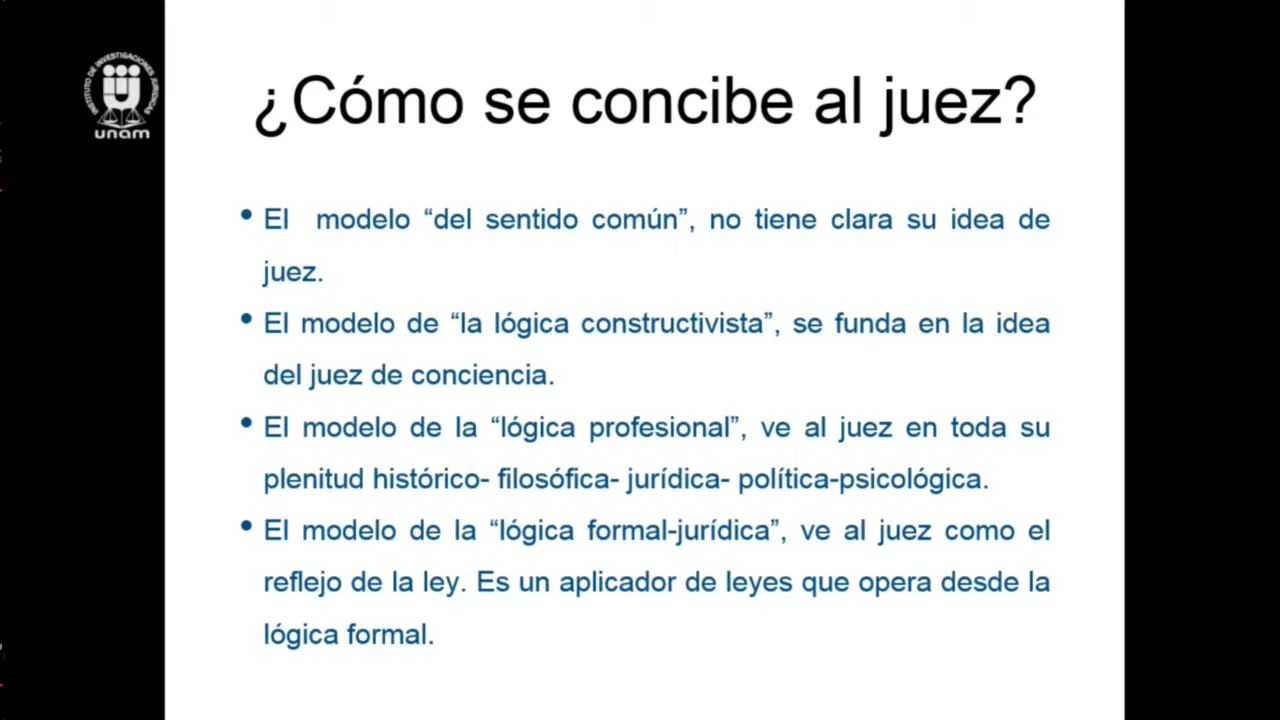 INSTITUTO DE INVESTIGACIONES JURÍDICAS
unam
¿Cómo se concibe al juez?
• El modelo “del sentido común”, no tiene clara su idea de
juez.
• El modelo de “la lógica constructivista”, se funda en la idea
del juez de conciencia.
• El modelo de la “lógica profesional”, ve al juez en toda su
plenitud histórico- filosófica- jurídica- política-psicológica.
• El modelo de la “lógica formal-jurídica”, ve al juez como el
reflejo de la ley. Es un aplicador de leyes que opera desde la
lógica formal.